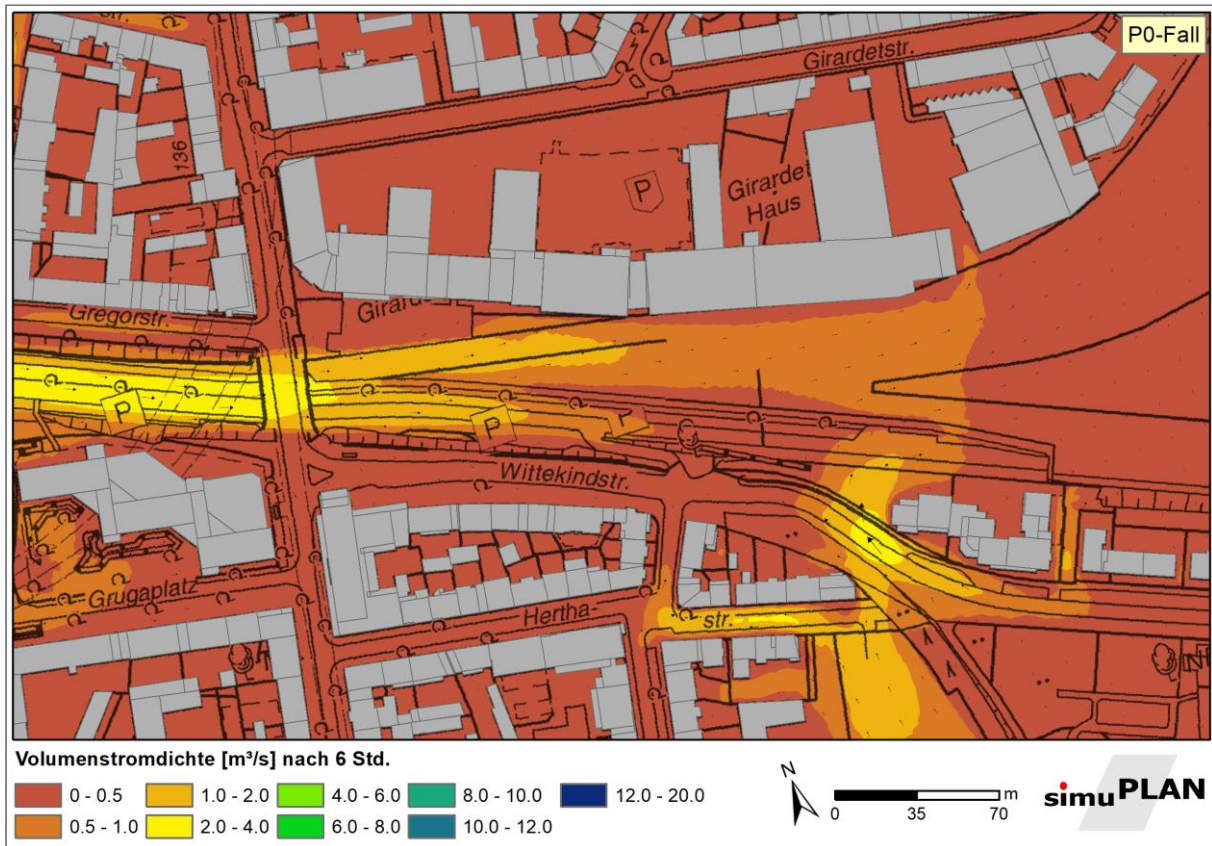 P0-Fall
Girardetstr.
136
P
Girardet
Haus
Gregorstr.
P
P
Wittekindstr.
Grugaplatz
Hertha-
str.
Volumenstromdichte [m³/s] nach 6 Std.
0 - 0.5
1.0 - 2.0
4.0 - 6.0
8.0 - 10.0
12.0 - 20.0
0.5 - 1.0
2.0 - 4.0
6.0 - 8.0
10.0 - 12.0
N
0
35
70
m
simuPLAN